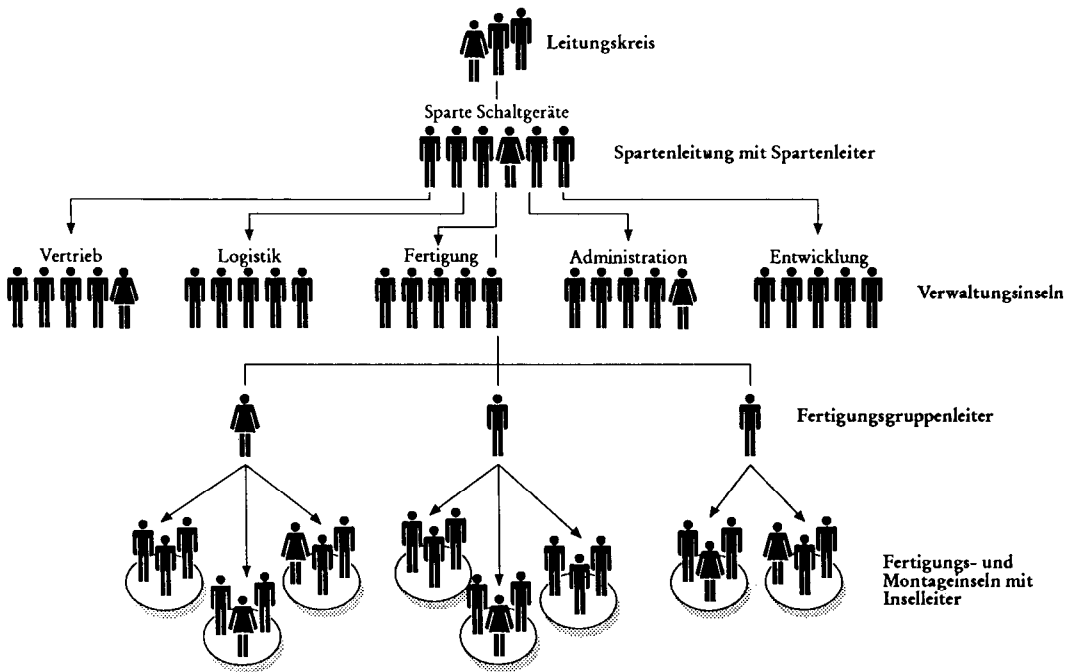 Leitungskreis
Sparte Schaltgeräte
Spartenleitung mit Spartenleiter
Vertrieb
Logistik
Fertigung
Administration
Entwicklung
Verwaltungsinseln
Fertigungsgruppenleiter
Fertigungs- und
Montageinseln mit
Inselleiter